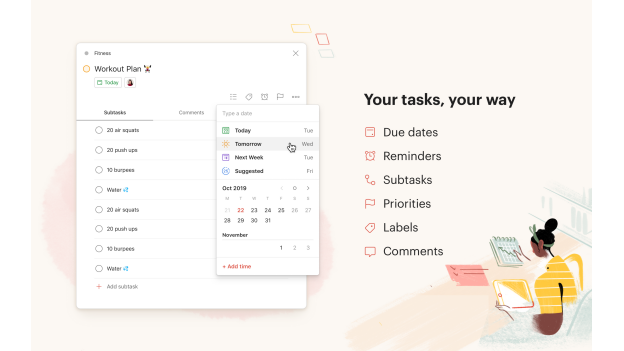 Fitness
Workout Plan
Today
Subtasks
Comments
20 air squats
20 push ups
10 burpees
Water
20 air squats
20 push ups
10 burpees
Water
+ Add subtask
Type a date
Today Tue
Tomorrow Wed
Next Week Tue
Suggested Fri
Oct 2019
M T W T F S S
21 22 23 24 25 26 27
28 29 30 31
November
1 2 3
+ Add time
Your tasks, your way
Due dates
Reminders
Subtasks
Priorities
Labels
Comments